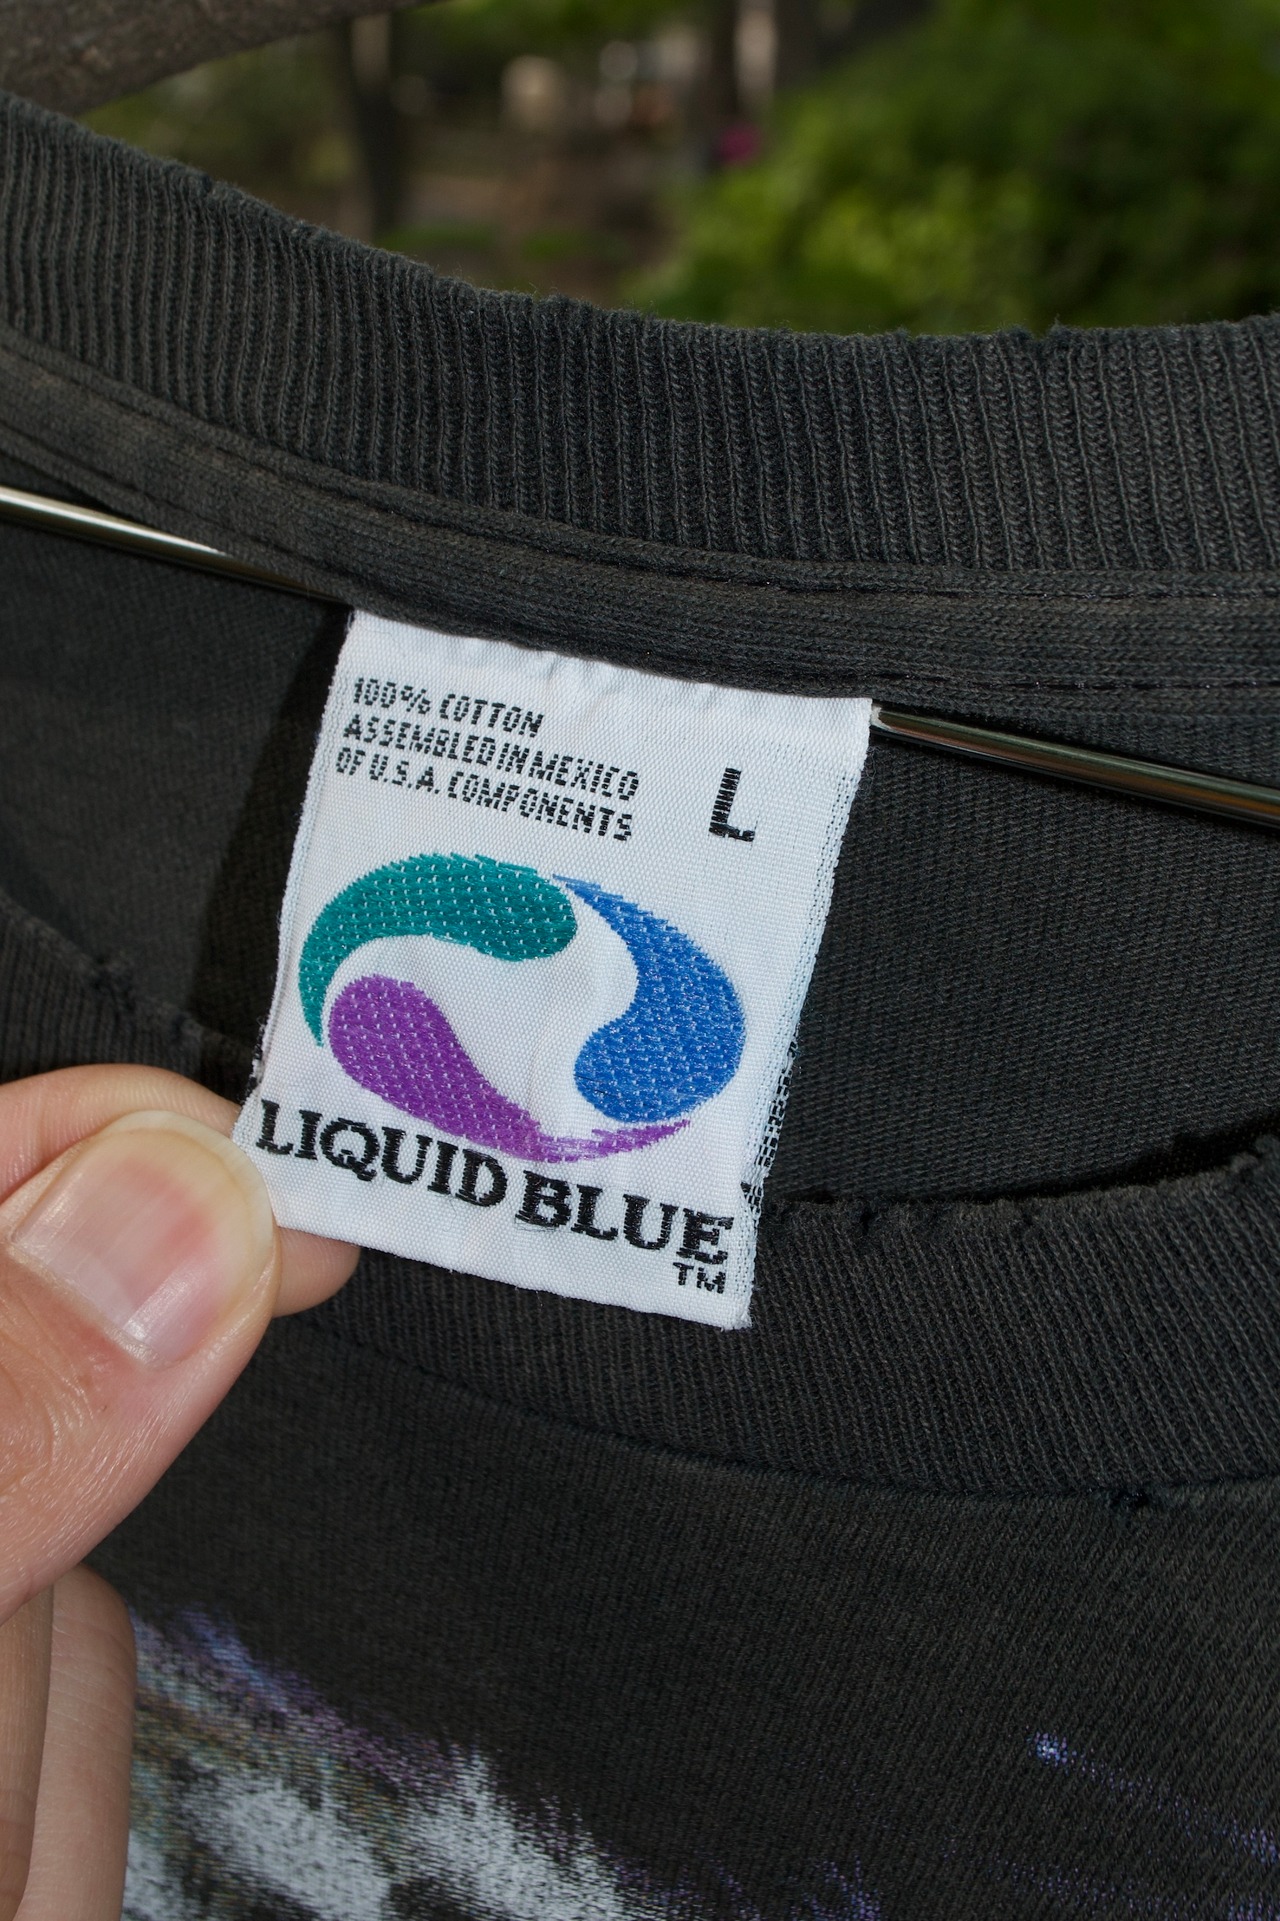 100% COTTON
ASSEMBLED IN MEXICO
OF U.S.A. COMPONENTS
L
LIQUID BLUE
TM